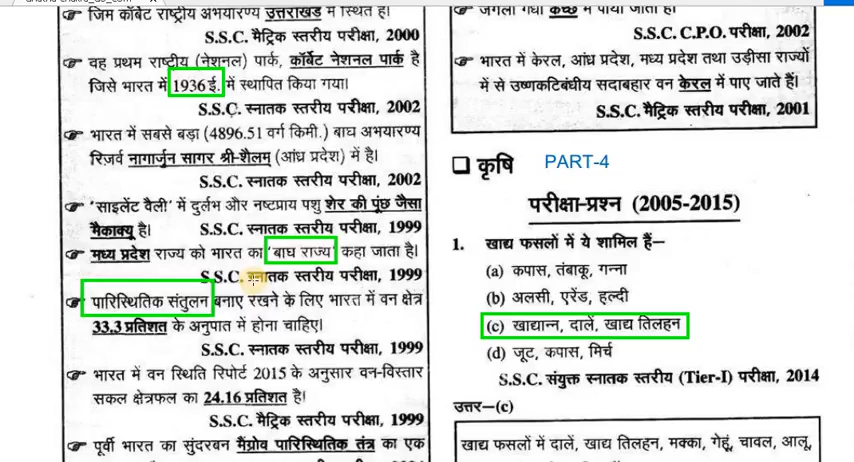 जिम कॉर्बेट राष्ट्रीय अभयारण्य उत्तराखंड में स्थित है।
S.S.C. मैट्रिक स्तरीय परीक्षा, 2000
☞ वह प्रथम राष्ट्रीय (नेशनल) पार्क, कॉर्बेट नेशनल पार्क है
जिसे भारत में 1936 ई. में स्थापित किया गया।
S.S.C. स्नातक स्तरीय परीक्षा, 2002
☞ भारत में सबसे बड़ा (4896.51 वर्ग किमी.) बाघ अभयारण्य
रिज़र्व नागार्जुन सागर श्री-शैलम् (आंध्र प्रदेश) में है।
S.S.C. स्नातक स्तरीय परीक्षा, 2002
☞ 'साइलेंट वैली' में दुर्लभ और नष्टप्राय पशु शेर की पूंछ जैसा
मैकाक्यू है। S.S.C. स्नातक स्तरीय परीक्षा, 1999
☞ मध्य प्रदेश राज्य को भारत का 'बाघ राज्य' कहा जाता है।
S.S.C. स्नातक स्तरीय परीक्षा, 1999
☞ पारिस्थितिक संतुलन बनाए रखने के लिए भारत में वन क्षेत्र
33.3 प्रतिशत के अनुपात में होना चाहिए।
S.S.C. स्नातक स्तरीय परीक्षा, 1999
☞ भारत में वन स्थिति रिपोर्ट 2015 के अनुसार वन-विस्तार
सकल क्षेत्रफल का 24.16 प्रतिशत है।
S.S.C. मैट्रिक स्तरीय परीक्षा, 1999
☞ पूर्वी भारत का सुंदरबन मैंग्रोव पारिस्थितिक तंत्र का एक
☞ जंगली गधा कच्छ में पाया जाता है।
S.S.C. C.P.O. परीक्षा, 2002
☞ भारत में केरल, आंध्र प्रदेश, मध्य प्रदेश तथा उड़ीसा राज्यों
में से उष्णकटिबंधीय सदाबहार वन केरल में पाए जाते हैं।
S.S.C. मैट्रिक स्तरीय परीक्षा, 2001
❑ कृषि PART-4
परीक्षा-प्रश्न (2005-2015)
1. खाद्य फसलों में ये शामिल हैं–
(a) कपास, तंबाकू, गन्ना
(b) अलसी, एरेंड, हल्दी
(c) खाद्यान्न, दालें, खाद्य तिलहन
(d) जूट, कपास, मिर्च
S.S.C. संयुक्त स्नातक स्तरीय (Tier-I) परीक्षा, 2014
उत्तर–(c)
खाद्य फसलों में दालें, खाद्य तिलहन, मक्का, गेहूं, चावल, आलू,